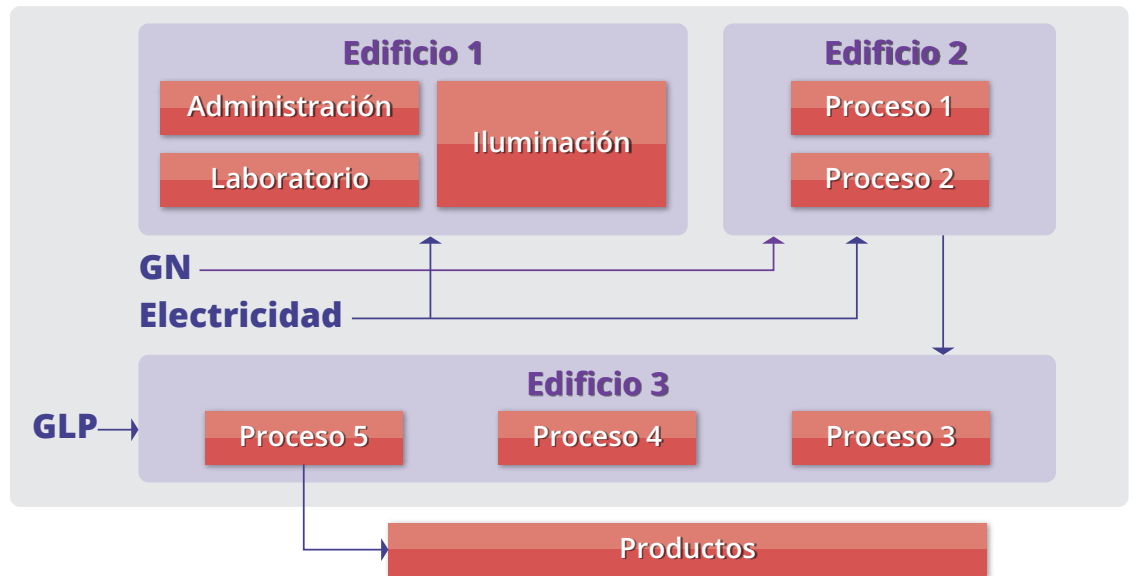 Edificio 1
Administración
Iluminación
Laboratorio
Edificio 2
Proceso 1
Proceso 2
GN
Electricidad
Edificio 3
GLP
Proceso 5
Proceso 4
Proceso 3
Productos